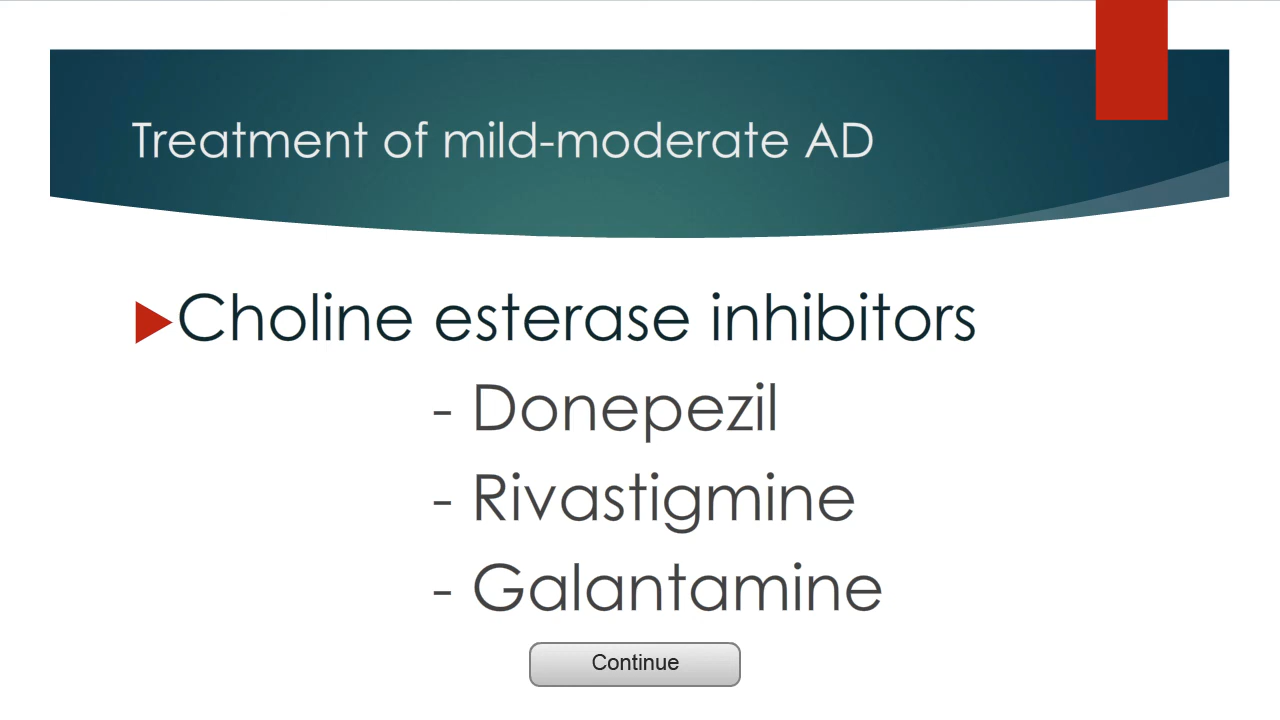 Treatment of mild-moderate AD
Choline esterase inhibitors
- Donepezil
- Rivastigmine
- Galantamine
Continue